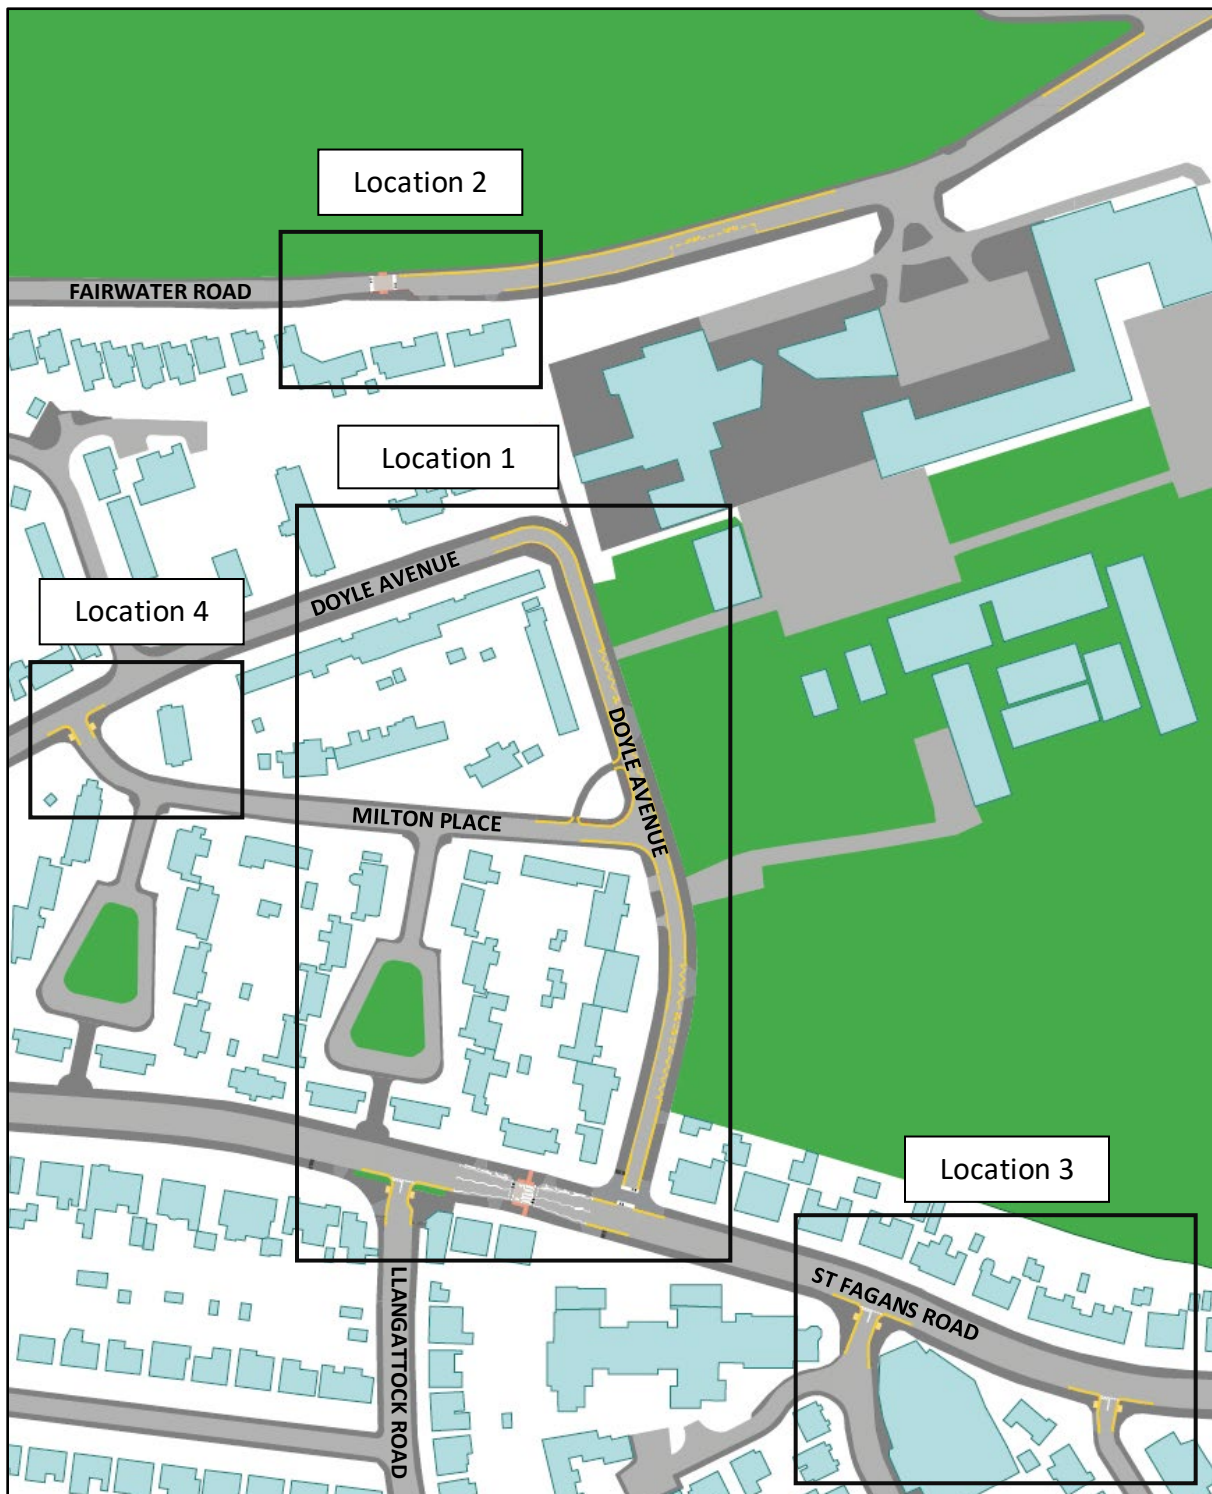 Location 2
FAIRWATER ROAD
Location 1
DOYLE AVENUE
Location 4
DOYLE AVENUE
MILTON PLACE
Location 3
ST FAGANS ROAD
LLANGATTOCK ROAD